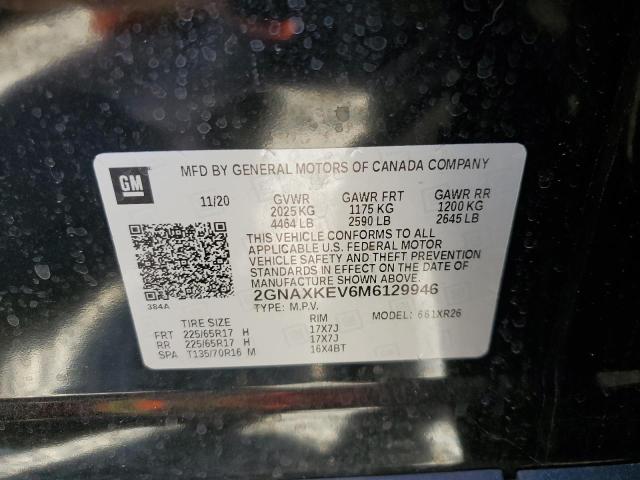 GM
MFD BY GENERAL MOTORS OF CANADA COMPANY
11/20 GVWR GAWR FRT GAWR RR
2025 KG 1175 KG 1200 KG
4464 LB 2590 LB 2645 LB
THIS VEHICLE CONFORMS TO ALL
APPLICABLE U.S. FEDERAL MOTOR
VEHICLE SAFETY AND THEFT PREVENTION
STANDARDS IN EFFECT ON THE DATE OF
MANUFACTURE SHOWN ABOVE.
2GNAXKEV6M6129946
384A
TYPE: M.P.V. MODEL: 661XR26
TIRE SIZE RIM
FRT 225/65R17 H 17X7J
RR 225/65R17 H 17X7J
SPA T135/70R16 M 16X4BT